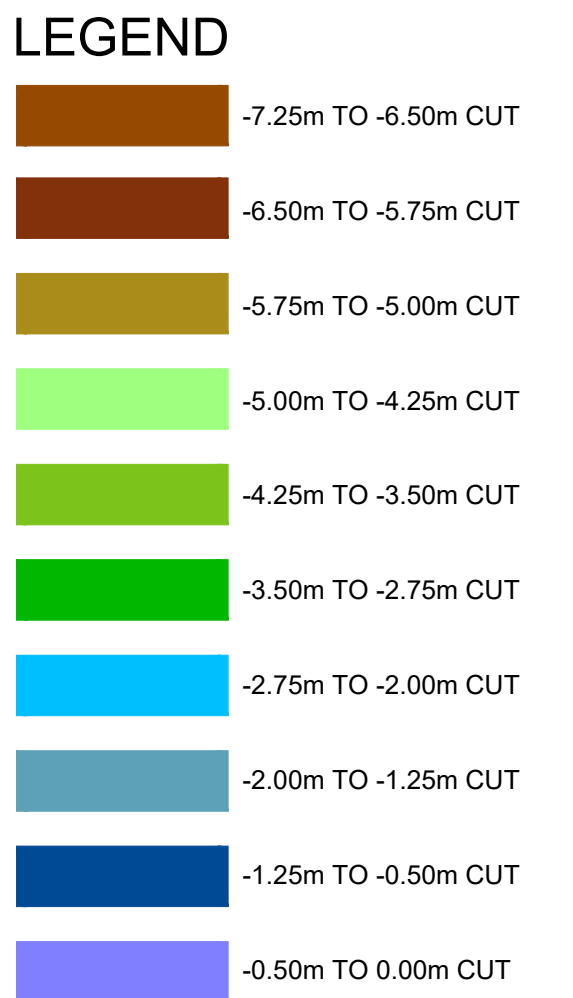 LEGEND
-7.25m TO -6.50m CUT
-6.50m TO -5.75m CUT
-5.75m TO -5.00m CUT
-5.00m TO -4.25m CUT
-4.25m TO -3.50m CUT
-3.50m TO -2.75m CUT
-2.75m TO -2.00m CUT
-2.00m TO -1.25m CUT
-1.25m TO -0.50m CUT
-0.50m TO 0.00m CUT